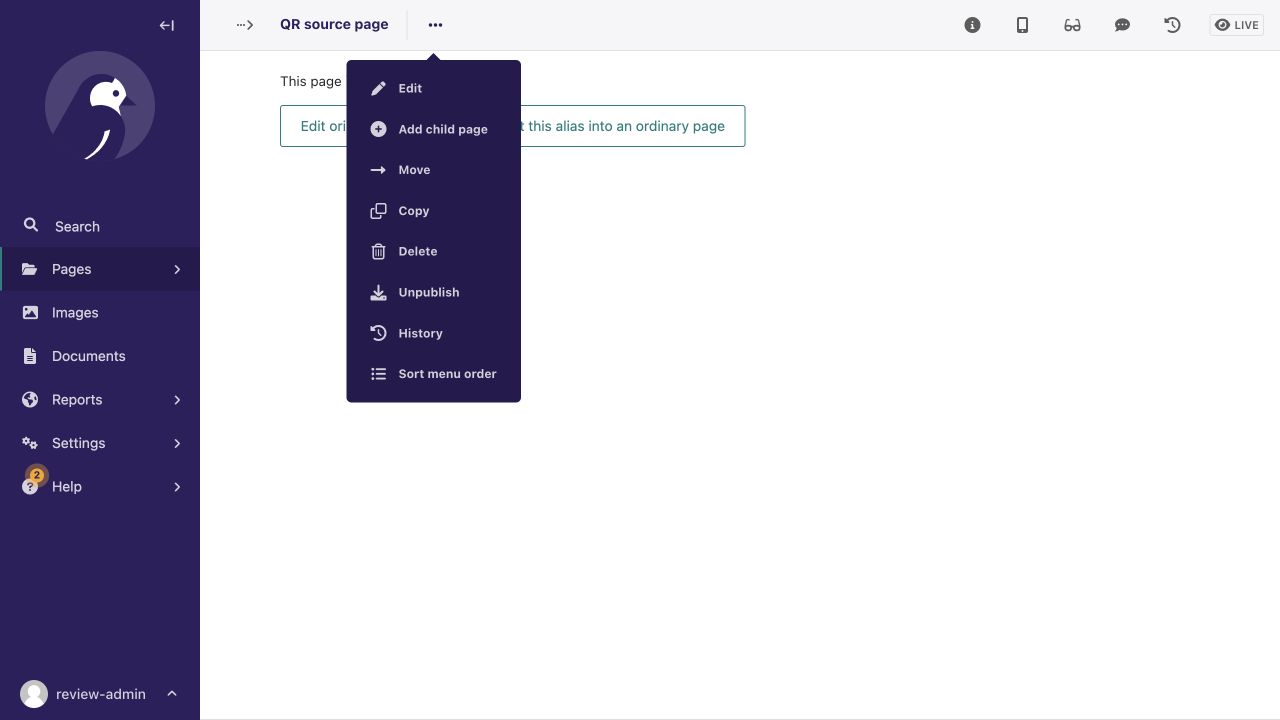 QR source page
LIVE
This page
Edit
Edit
this alias into an ordinary page
Add child page
Move
Copy
Delete
Unpublish
History
Sort menu order
Search
Pages
Images
Documents
Reports
Settings
2
Help
review-admin